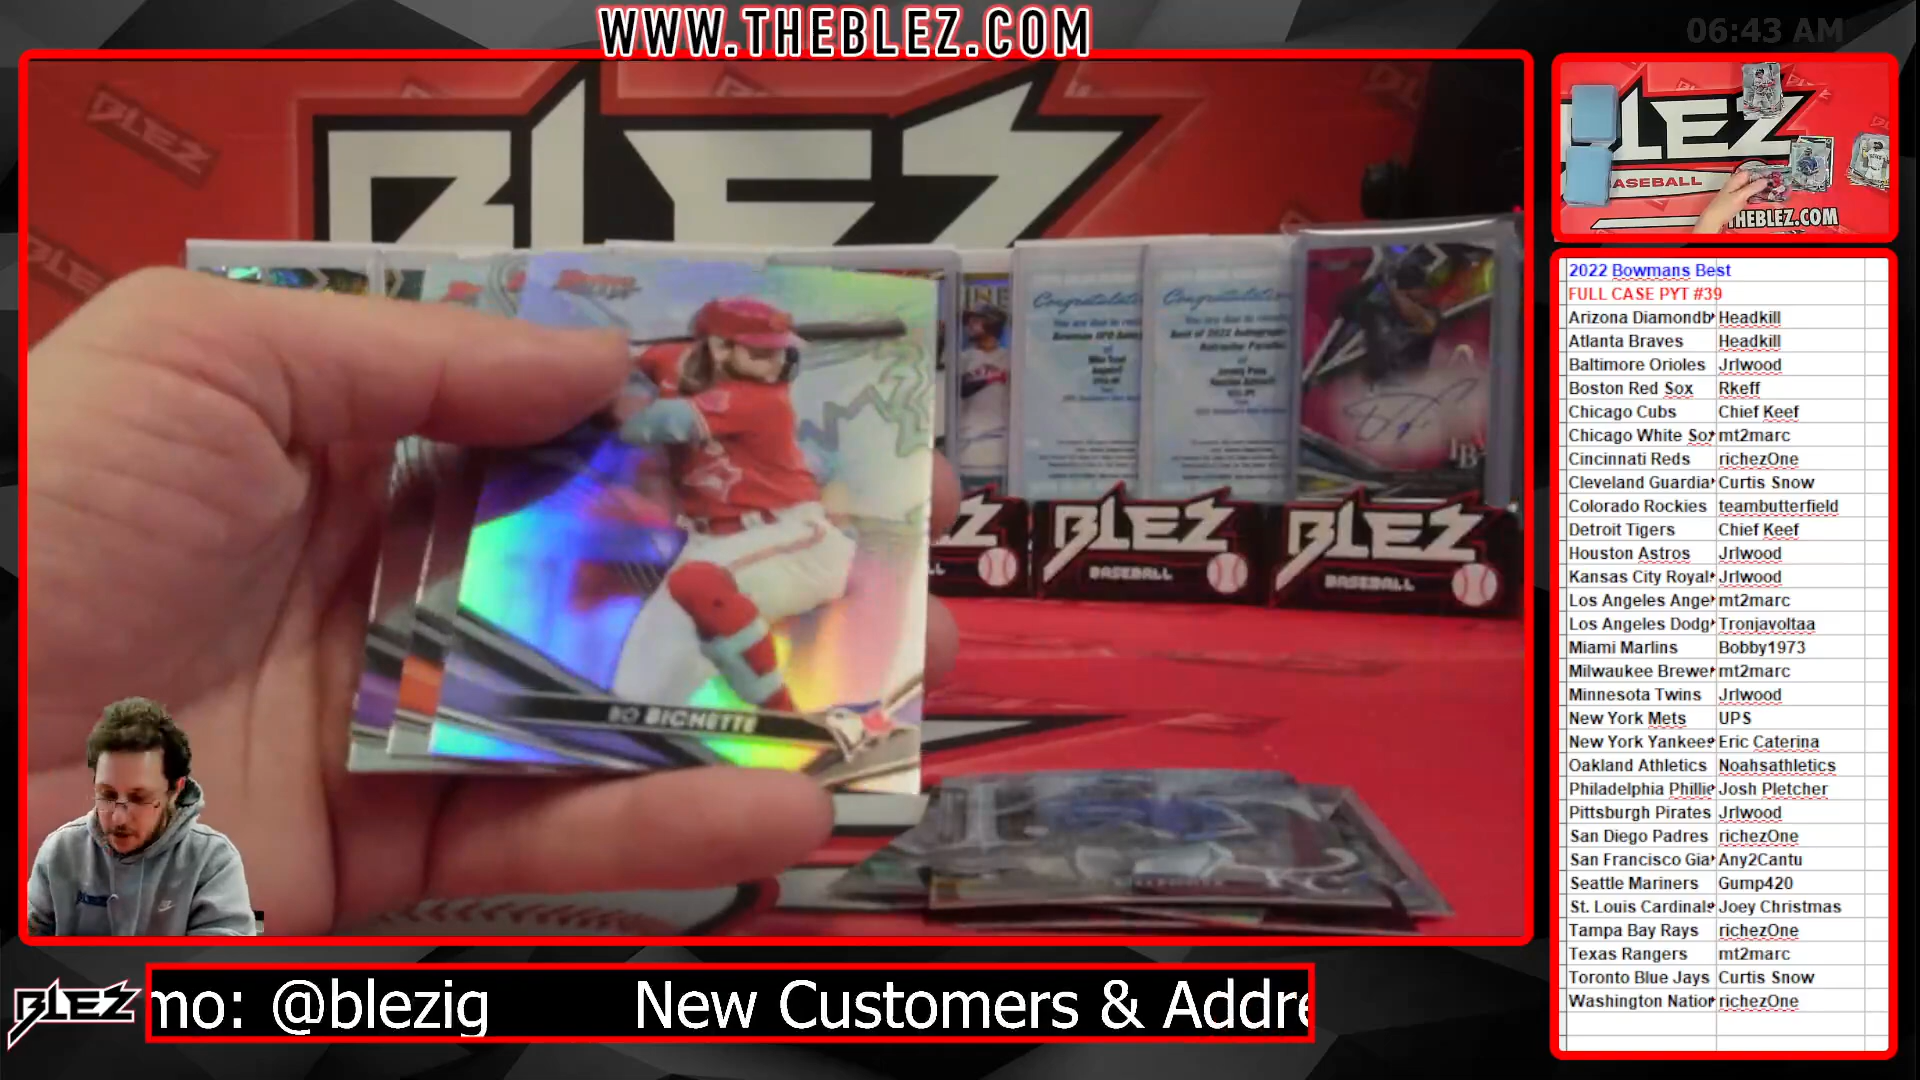 WWW.THEBLEZ.COM
06:43 AM
BLEZ
BLEZ
BLEZ
BASEBALL
BLEZ
BASEBALL
Congratulations
Congratulations
BO BICHETTE
LEZ
ASEBALL
THEBLEZ.COM
2022 Bowmans Best
FULL CASE PYT #39
Arizona Diamondb Headkill
Atlanta Braves Headkill
Baltimore Orioles Jrlwood
Boston Red Sox Rkeff
Chicago Cubs Chief Keef
Chicago White So mt2marc
Cincinnati Reds richezOne
Cleveland Guardia Curtis Snow
Colorado Rockies teambutterfield
Detroit Tigers Chief Keef
Houston Astros Jrlwood
Kansas City Royal Jrlwood
Los Angeles Ange mt2marc
Los Angeles Dodg Tronjavoltaa
Miami Marlins Bobby1973
Milwaukee Brewe mt2marc
Minnesota Twins Jrlwood
New York Mets UPS
New York Yankee Eric Caterina
Oakland Athletics Noahsathletics
Philadelphia Phillie Josh Pletcher
Pittsburgh Pirates Jrlwood
San Diego Padres richezOne
San Francisco Gia Any2Cantu
Seattle Mariners Gump420
St. Louis Cardinals Joey Christmas
Tampa Bay Rays richezOne
Texas Rangers mt2marc
Toronto Blue Jays Curtis Snow
Washington Natior richezOne
BLEZ
mo: @blezig New Customers & Addre